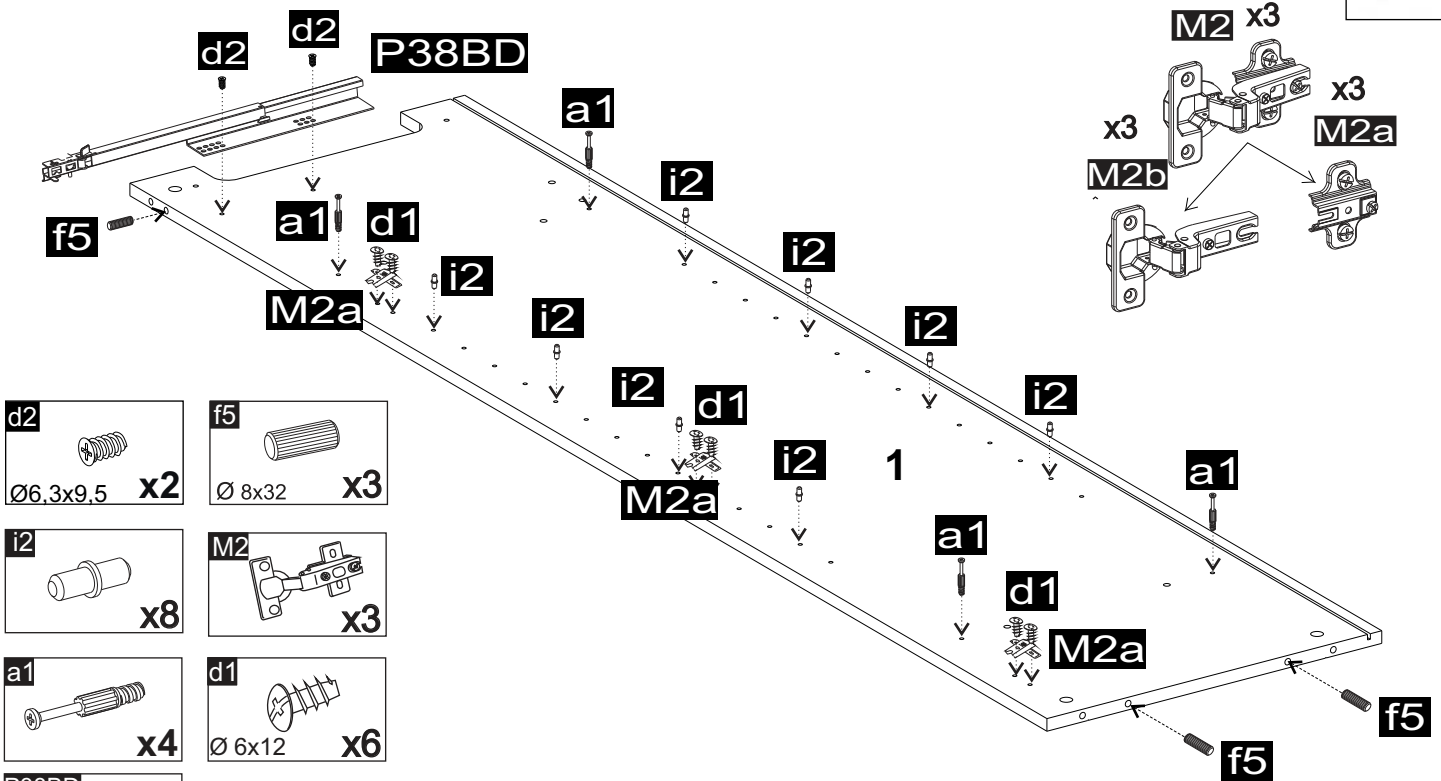 d2
d2
P38BD
M2 x3
a1
x3
x3
M2a
M2b
i2
f5
a1
d1
i2
i2
M2a
i2
i2
i2
d1
i2
d2
Ø6,3x9,5 x2
f5
Ø 8x32 x3
i2
1
M2a
a1
i2
x8
M2
x3
a1
d1
M2a
a1
x4
d1
Ø 6x12 x6
f5
f5